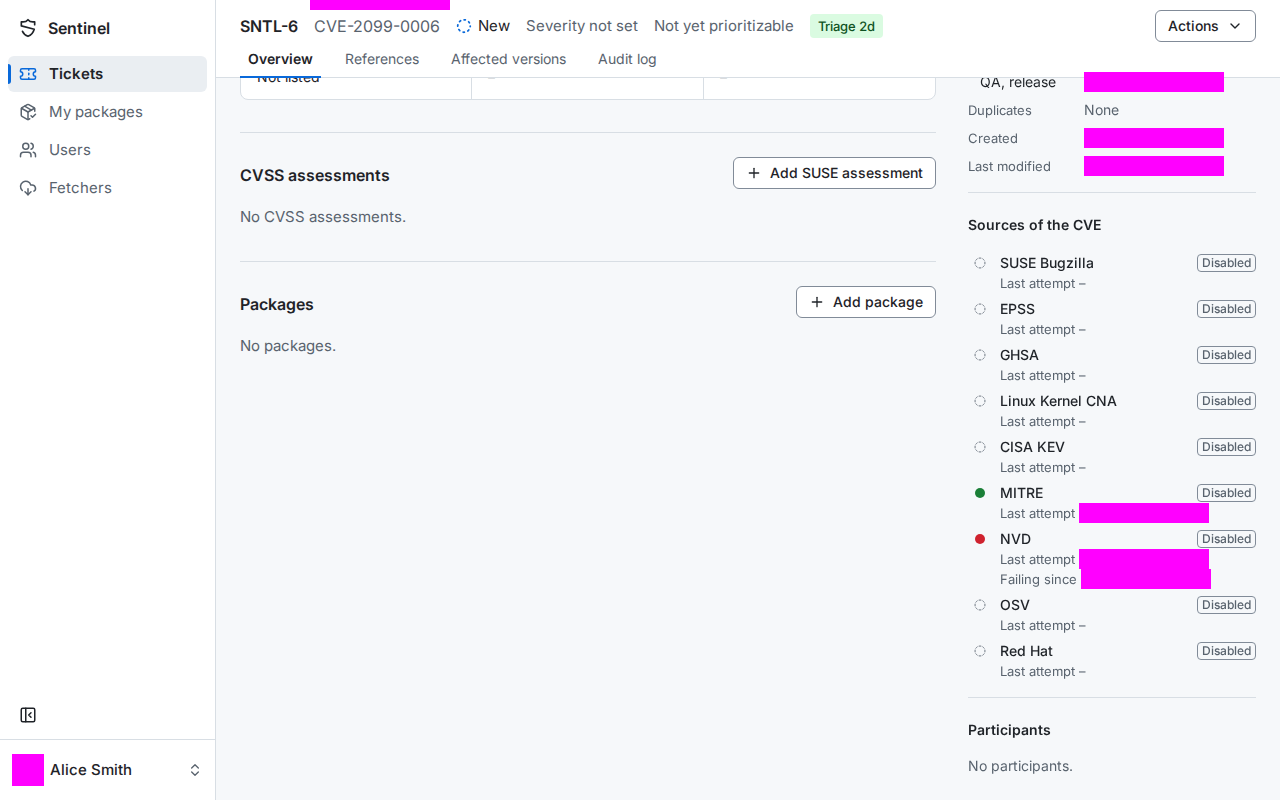 Sentinel
Tickets
My packages
Users
Fetchers
Alice Smith
SNTL-6 CVE-2099-0006 New Severity not set Not yet prioritizable Triage 2d
Actions
Overview References Affected versions Audit log
Not listed
CVSS assessments
Add SUSE assessment
No CVSS assessments.
Packages
Add package
No packages.
QA, release
Duplicates None
Created
Last modified
Sources of the CVE
SUSE Bugzilla Disabled
Last attempt –
EPSS Disabled
Last attempt –
GHSA Disabled
Last attempt –
Linux Kernel CNA Disabled
Last attempt –
CISA KEV Disabled
Last attempt –
MITRE Disabled
Last attempt
NVD Disabled
Last attempt
Failing since
OSV Disabled
Last attempt –
Red Hat Disabled
Last attempt –
Participants
No participants.